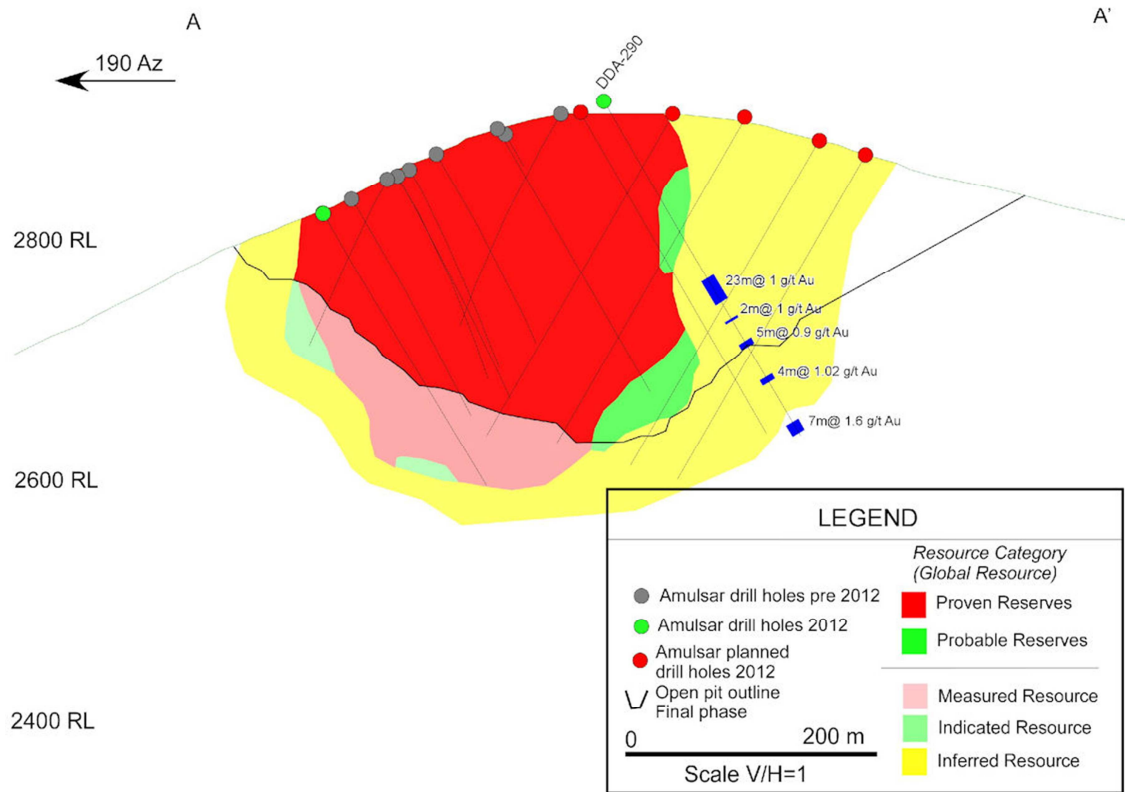 A
A'
190 Az
DDA-290
2800 RL
23m@ 1 g/t Au
2m@ 1 g/t Au
5m@ 0.9 g/t Au
4m@ 1.02 g/t Au
7m@ 1.6 g/t Au
2600 RL
2400 RL
LEGEND
Amulsar drill holes pre 2012
Amulsar drill holes 2012
Amulsar planned
drill holes 2012
Open pit outline
Final phase
0 200 m
Scale V/H=1
Resource Category
(Global Resource)
Proven Reserves
Probable Reserves
Measured Resource
Indicated Resource
Inferred Resource